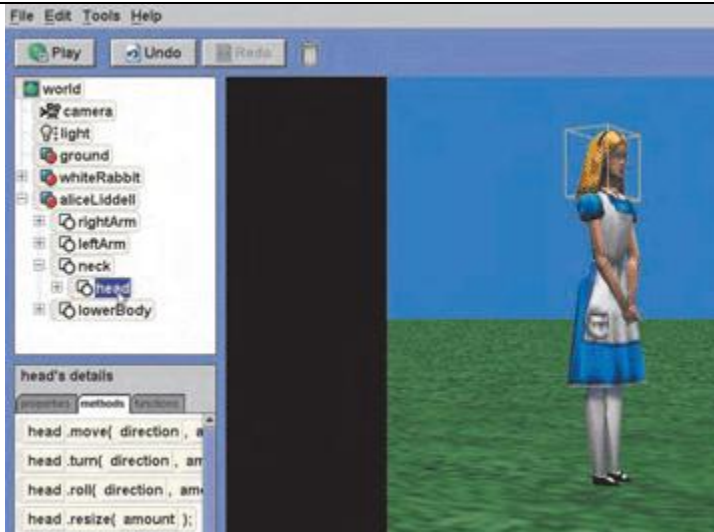 File Edit Tools Help
Play Undo Redo
world
camera
light
ground
whiteRabbit
aliceLiddell
rightArm
leftArm
neck
head
lowerBody
head's details
properties methods functions
head .move( direction , a
head .turn( direction , am
head .roll( direction , am
head .resize( amount );